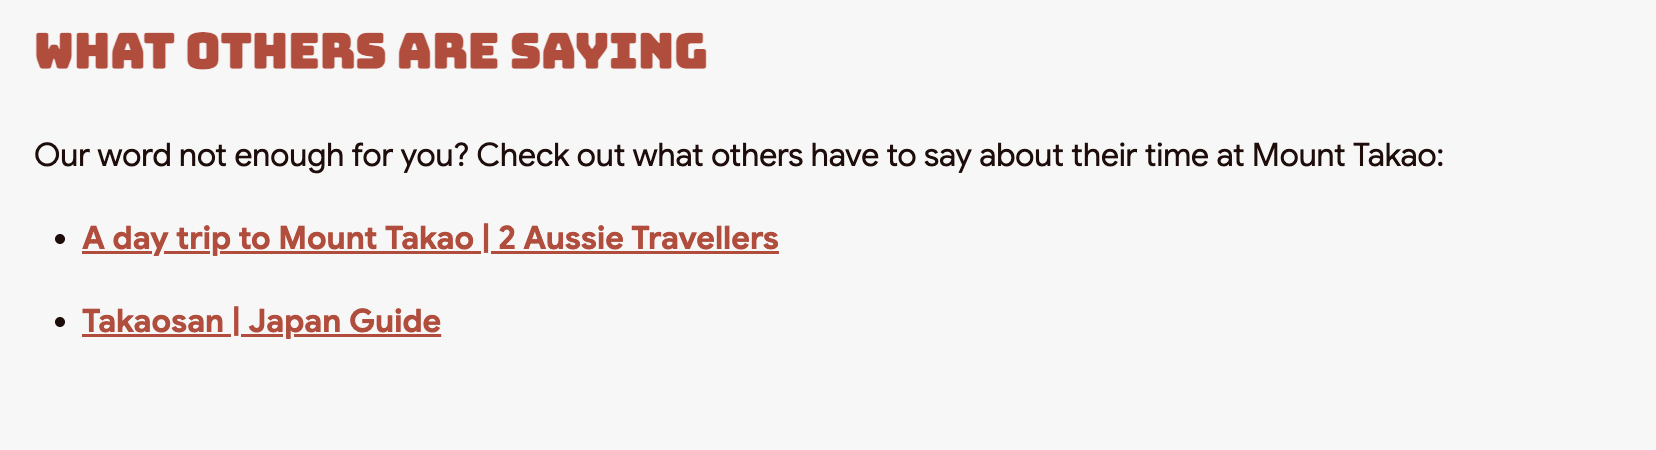 WHAT OTHERS ARE SAYING
Our word not enough for you? Check out what others have to say about their time at Mount Takao:
• A day trip to Mount Takao | 2 Aussie Travellers
• Takaosan | Japan Guide